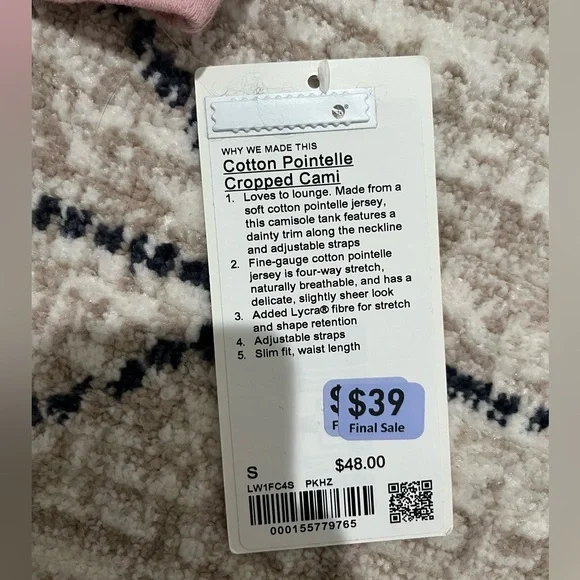 WHY WE MADE THIS
Cotton Pointelle
Cropped Cami
1. Loves to lounge. Made from a
soft cotton pointelle jersey,
this camisole tank features a
dainty trim along the neckline
and adjustable straps
2. Fine-gauge cotton pointelle
jersey is four-way stretch,
naturally breathable, and has a
delicate, slightly sheer look
3. Added Lycra® fibre for stretch
and shape retention
4. Adjustable straps
5. Slim fit, waist length
$39
Final Sale
S $48.00
LW1FC4S PKHZ
000155779765